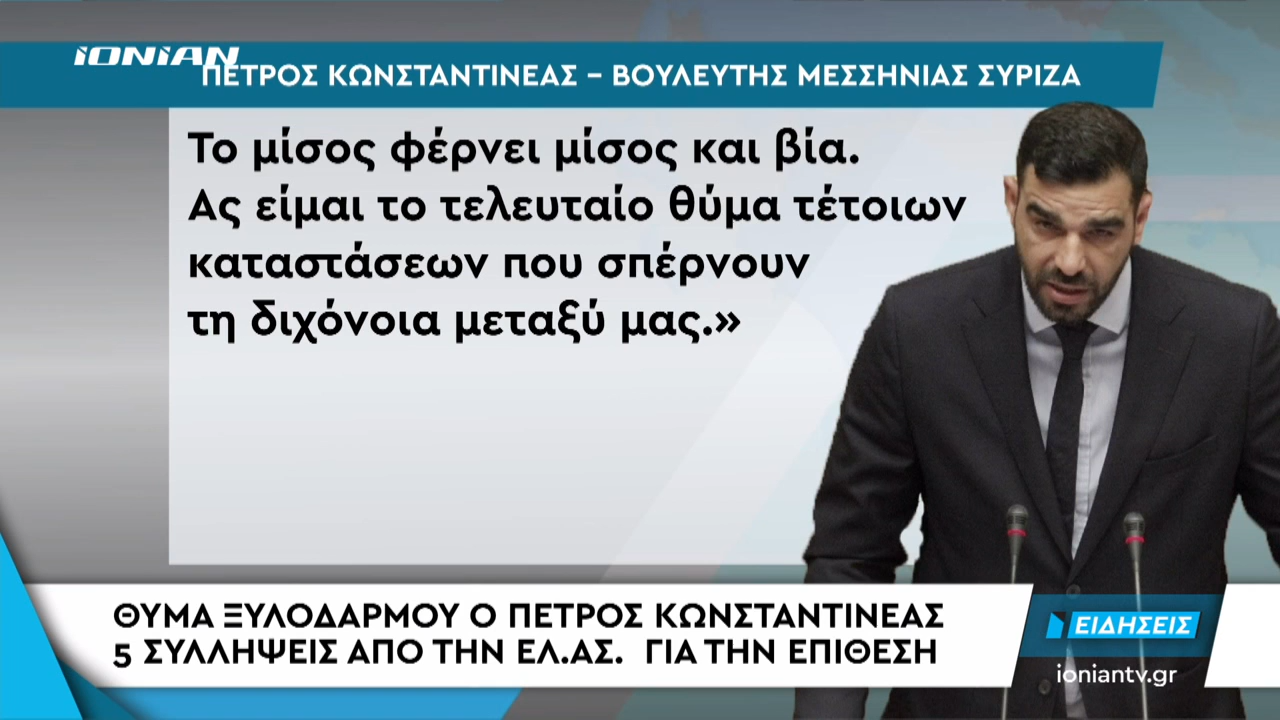 IONIAN
ΠΕΤΡΟΣ ΚΩΝΣΤΑΝΤΙΝΕΑΣ – ΒΟΥΛΕΥΤΗΣ ΜΕΣΣΗΝΙΑΣ ΣΥΡΙΖΑ
Το μίσος φέρνει μίσος και βία.
Ας είμαι το τελευταίο θύμα τέτοιων
καταστάσεων που σπέρνουν
τη διχόνοια μεταξύ μας.»
ΘΥΜΑ ΞΥΛΟΔΑΡΜΟΥ Ο ΠΕΤΡΟΣ ΚΩΝΣΤΑΝΤΙΝΕΑΣ
5 ΣΥΛΛΗΨΕΙΣ ΑΠΟ ΤΗΝ ΕΛ.ΑΣ. ΓΙΑ ΤΗΝ ΕΠΙΘΕΣΗ
ΕΙΔΗΣΕΙΣ
ioniantv.gr